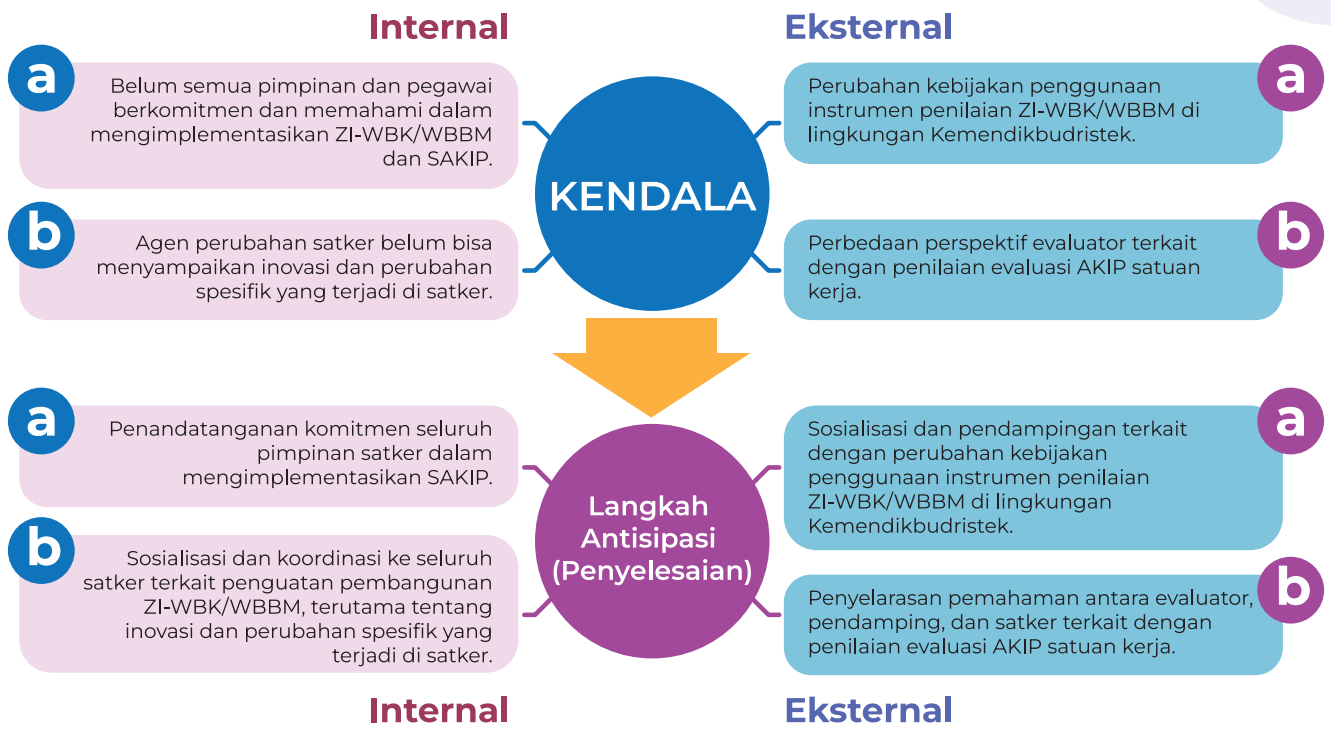 Internal
Eksternal
a
Belum semua pimpinan dan pegawai
berkomitmen dan memahami dalam
mengimplementasikan ZI-WBK/WBBM
dan SAKIP.
b
Agen perubahan satker belum bisa
menyampaikan inovasi dan perubahan
spesifik yang terjadi di satker.
KENDALA
a
Perubahan kebijakan penggunaan
instrumen penilaian ZI-WBK/WBBM di
lingkungan Kemendikbudristek.
b
Perbedaan perspektif evaluator terkait
dengan penilaian evaluasi AKIP satuan
kerja.
a
Penandatanganan komitmen seluruh
pimpinan satker dalam
mengimplementasikan SAKIP.
b
Sosialisasi dan koordinasi ke seluruh
satker terkait penguatan pembangunan
ZI-WBK/WBBM, terutama tentang
inovasi dan perubahan spesifik yang
terjadi di satker.
Langkah
Antisipasi
(Penyelesaian)
a
Sosialisasi dan pendampingan terkait
dengan perubahan kebijakan
penggunaan instrumen penilaian
ZI-WBK/WBBM di lingkungan
Kemendikbudristek.
b
Penyelarasan pemahaman antara evaluator,
pendamping, dan satker terkait dengan
penilaian evaluasi AKIP satuan kerja.
Internal
Eksternal